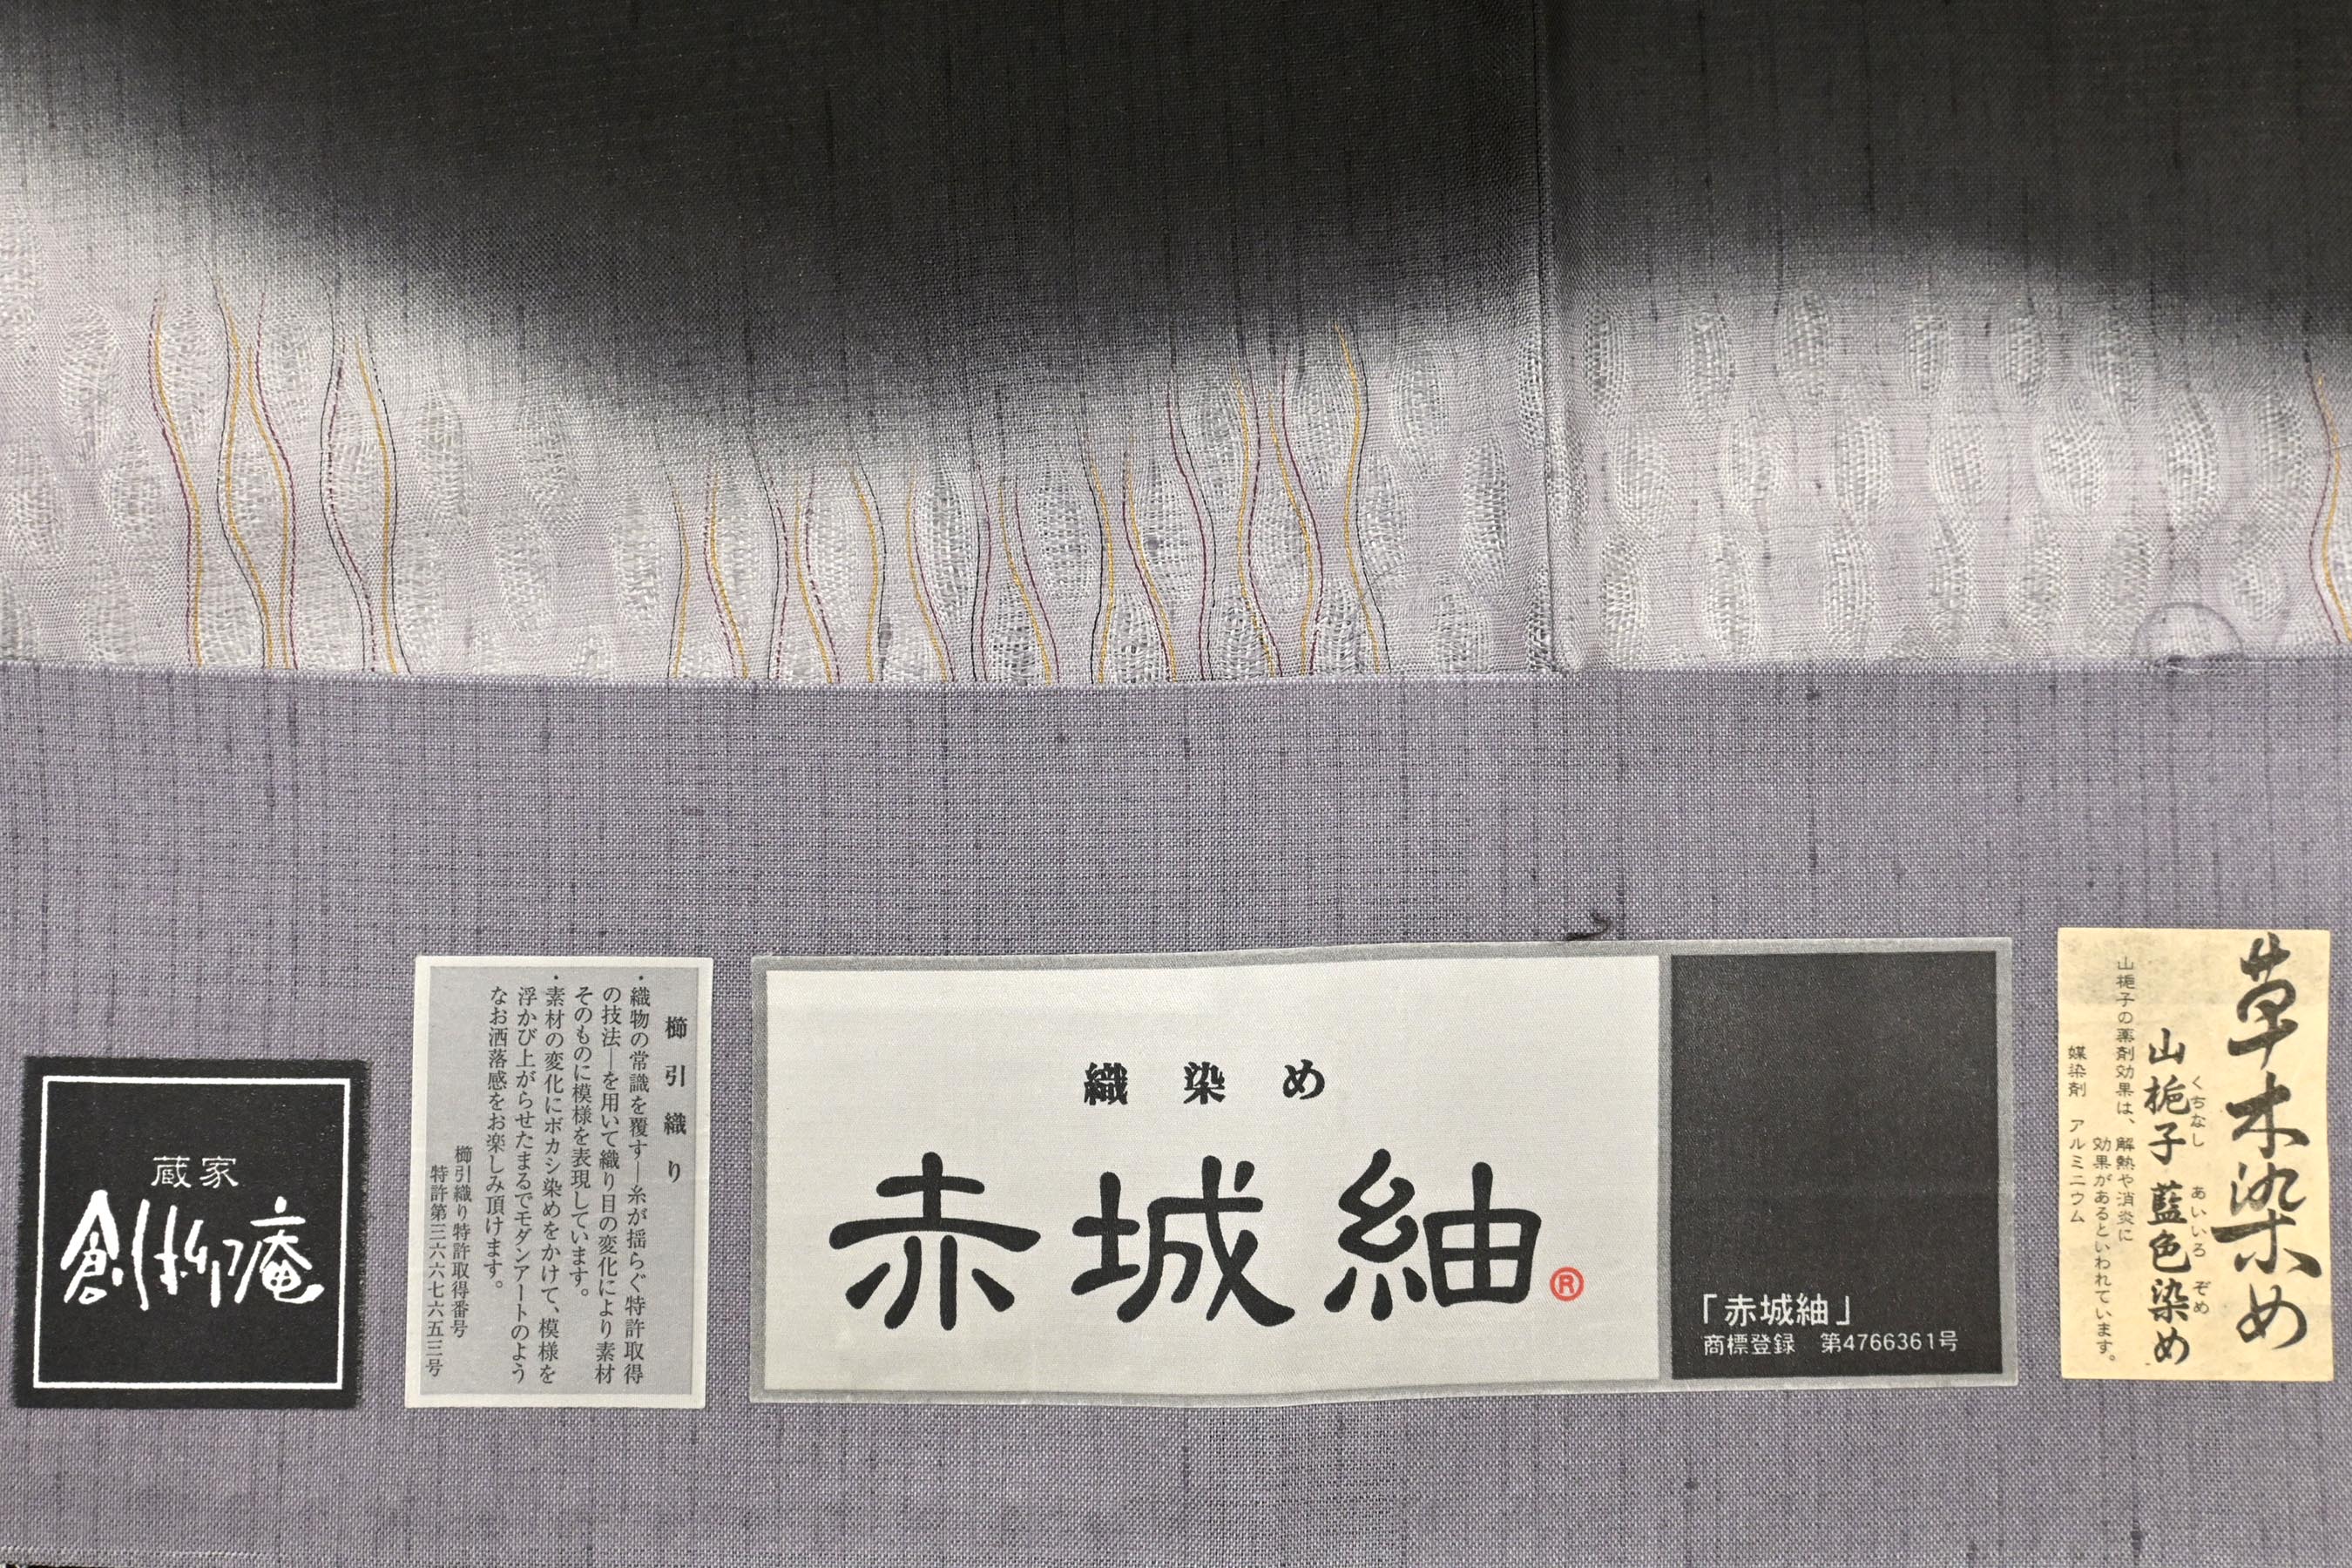 蔵家
櫛引織り
・織物の常識を覆す―糸が揺らぐ特許取得
の技法―を用いて織り目の変化により素材
そのものに模様を表現しています。
・素材の変化にボカシ染めをかけて、模様を
浮かび上がらせたまるでモダンアートのよう
なお洒落感をお楽しみ頂けます。
櫛引織り特許取得番号
特許第三六六七六五三号
織染め
赤城紬®
「赤城紬」
商標登録 第4766361号
草木染め
くちなし あいいろ ぞめ
山梔子 藍色染め
山梔子の薬剤効果は、解熱や消炎に
効果があるといわれています。
媒染剤 アルミニウム